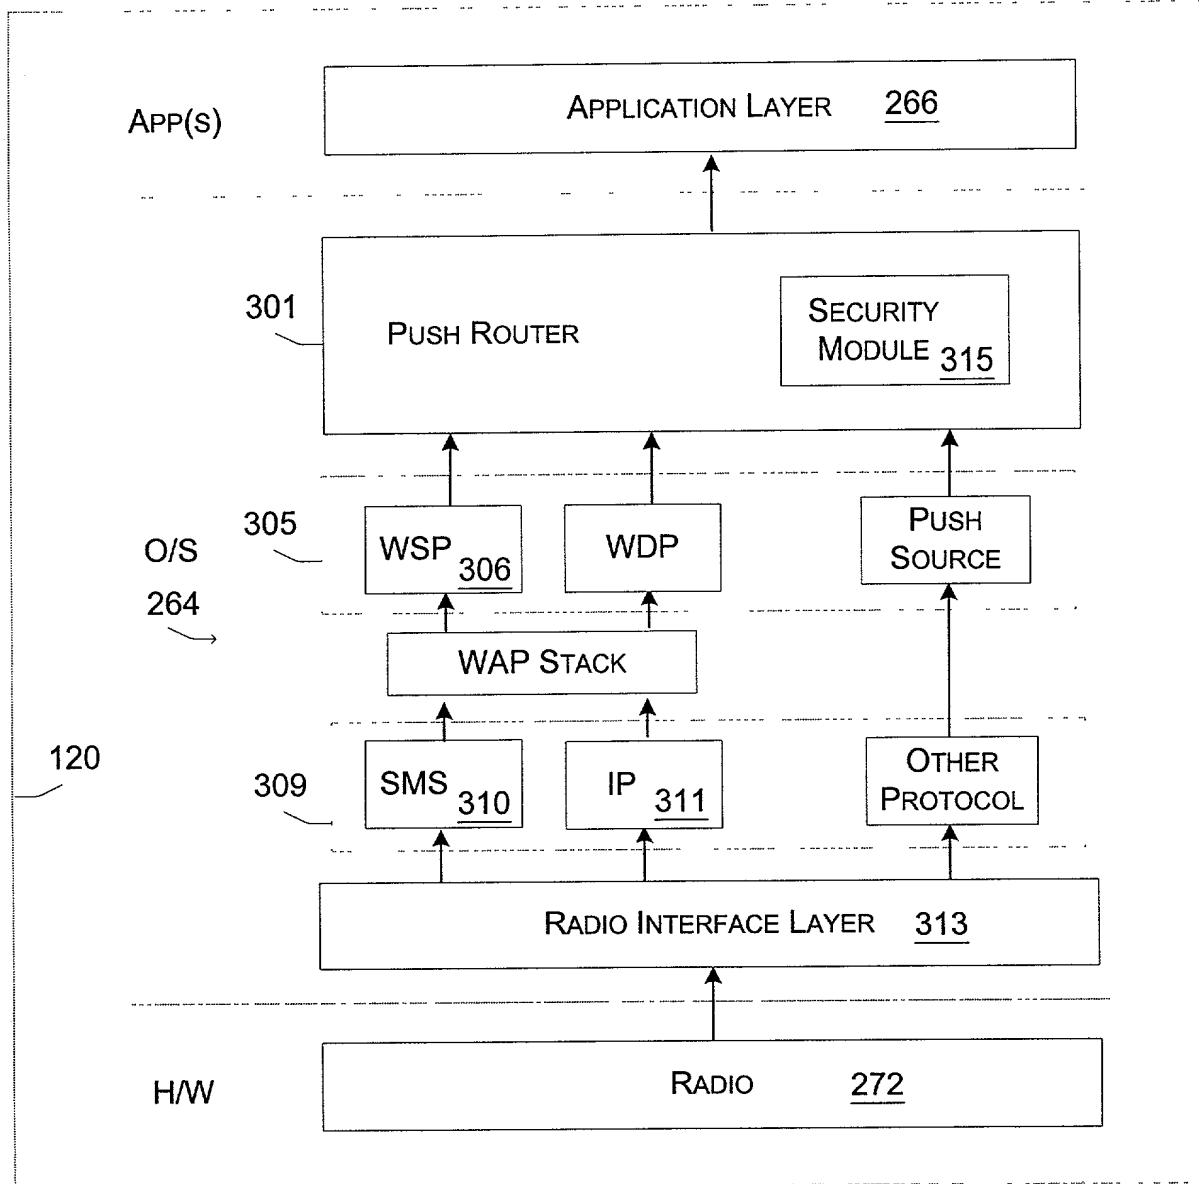 APP(S)
APPLICATION LAYER 266
301
PUSH ROUTER
SECURITY
MODULE 315
305
O/S
264
WSP 306
WDP
PUSH
SOURCE
WAP STACK
120
309
SMS 310
IP 311
OTHER
PROTOCOL
RADIO INTERFACE LAYER 313
H/W
RADIO 272